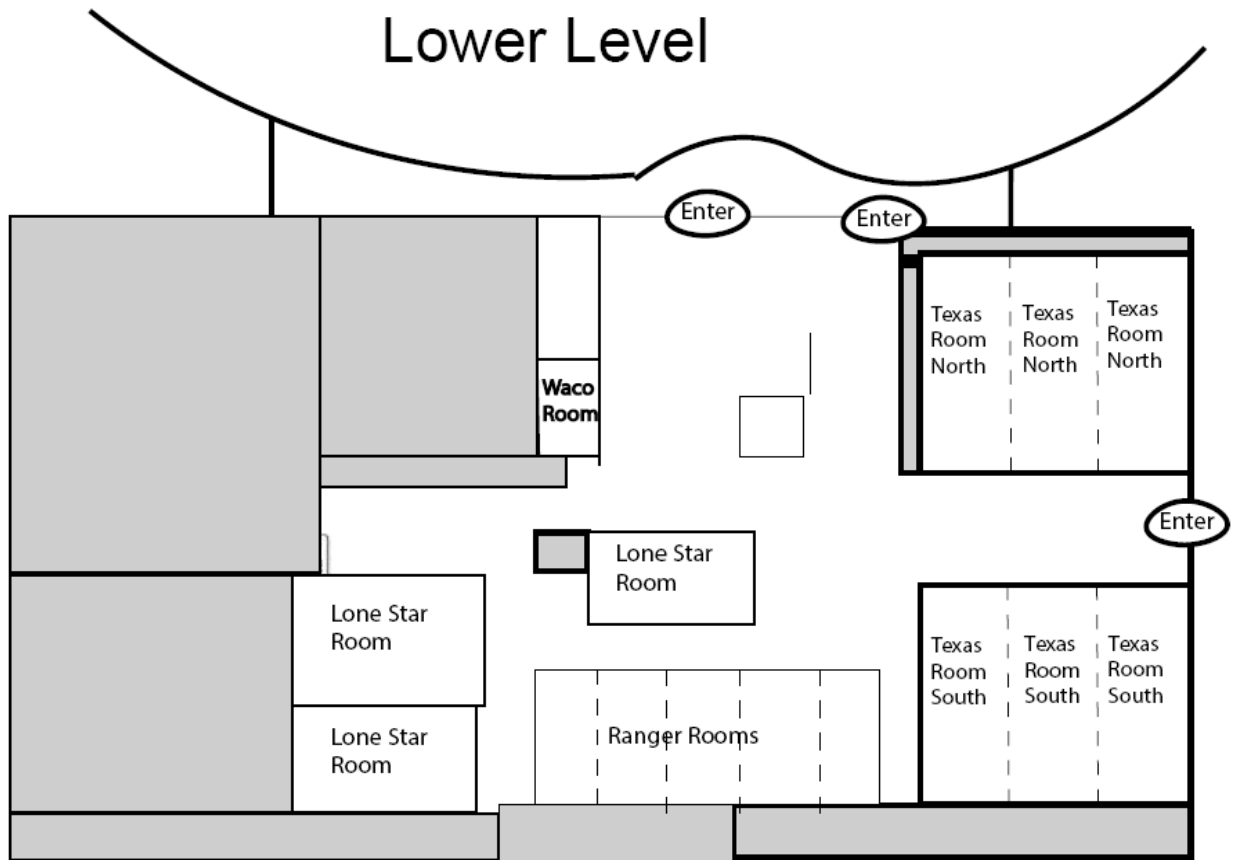 Lower Level
Enter
Enter
Texas
Room
North
Texas
Room
North
Texas
Room
North
Waco
Room
Enter
Lone Star
Room
Lone Star
Room
Texas
Room
South
Texas
Room
South
Texas
Room
South
Lone Star
Room
Ranger Rooms